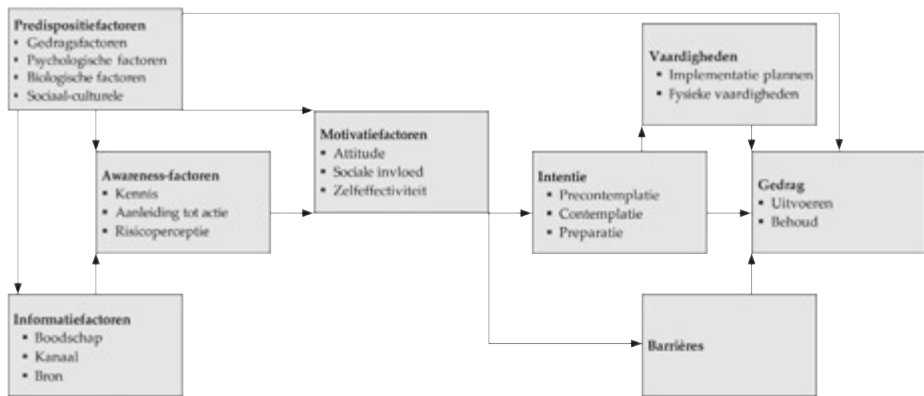 Predispositiefactoren
▪ Gedragsfactoren
▪ Psychologische factoren
▪ Biologische factoren
▪ Sociaal-culturele
Awareness-factoren
▪ Kennis
▪ Aanleiding tot actie
▪ Risicoperceptie
Informatiefactoren
▪ Boodschap
▪ Kanaal
▪ Bron
Motivatiefactoren
▪ Attitude
▪ Sociale invloed
▪ Zelfeffectiviteit
Intentie
▪ Precontemplatie
▪ Contemplatie
▪ Preparatie
Vaardigheden
▪ Implementatie plannen
▪ Fysieke vaardigheden
Gedrag
▪ Uitvoeren
▪ Behoud
Barrières